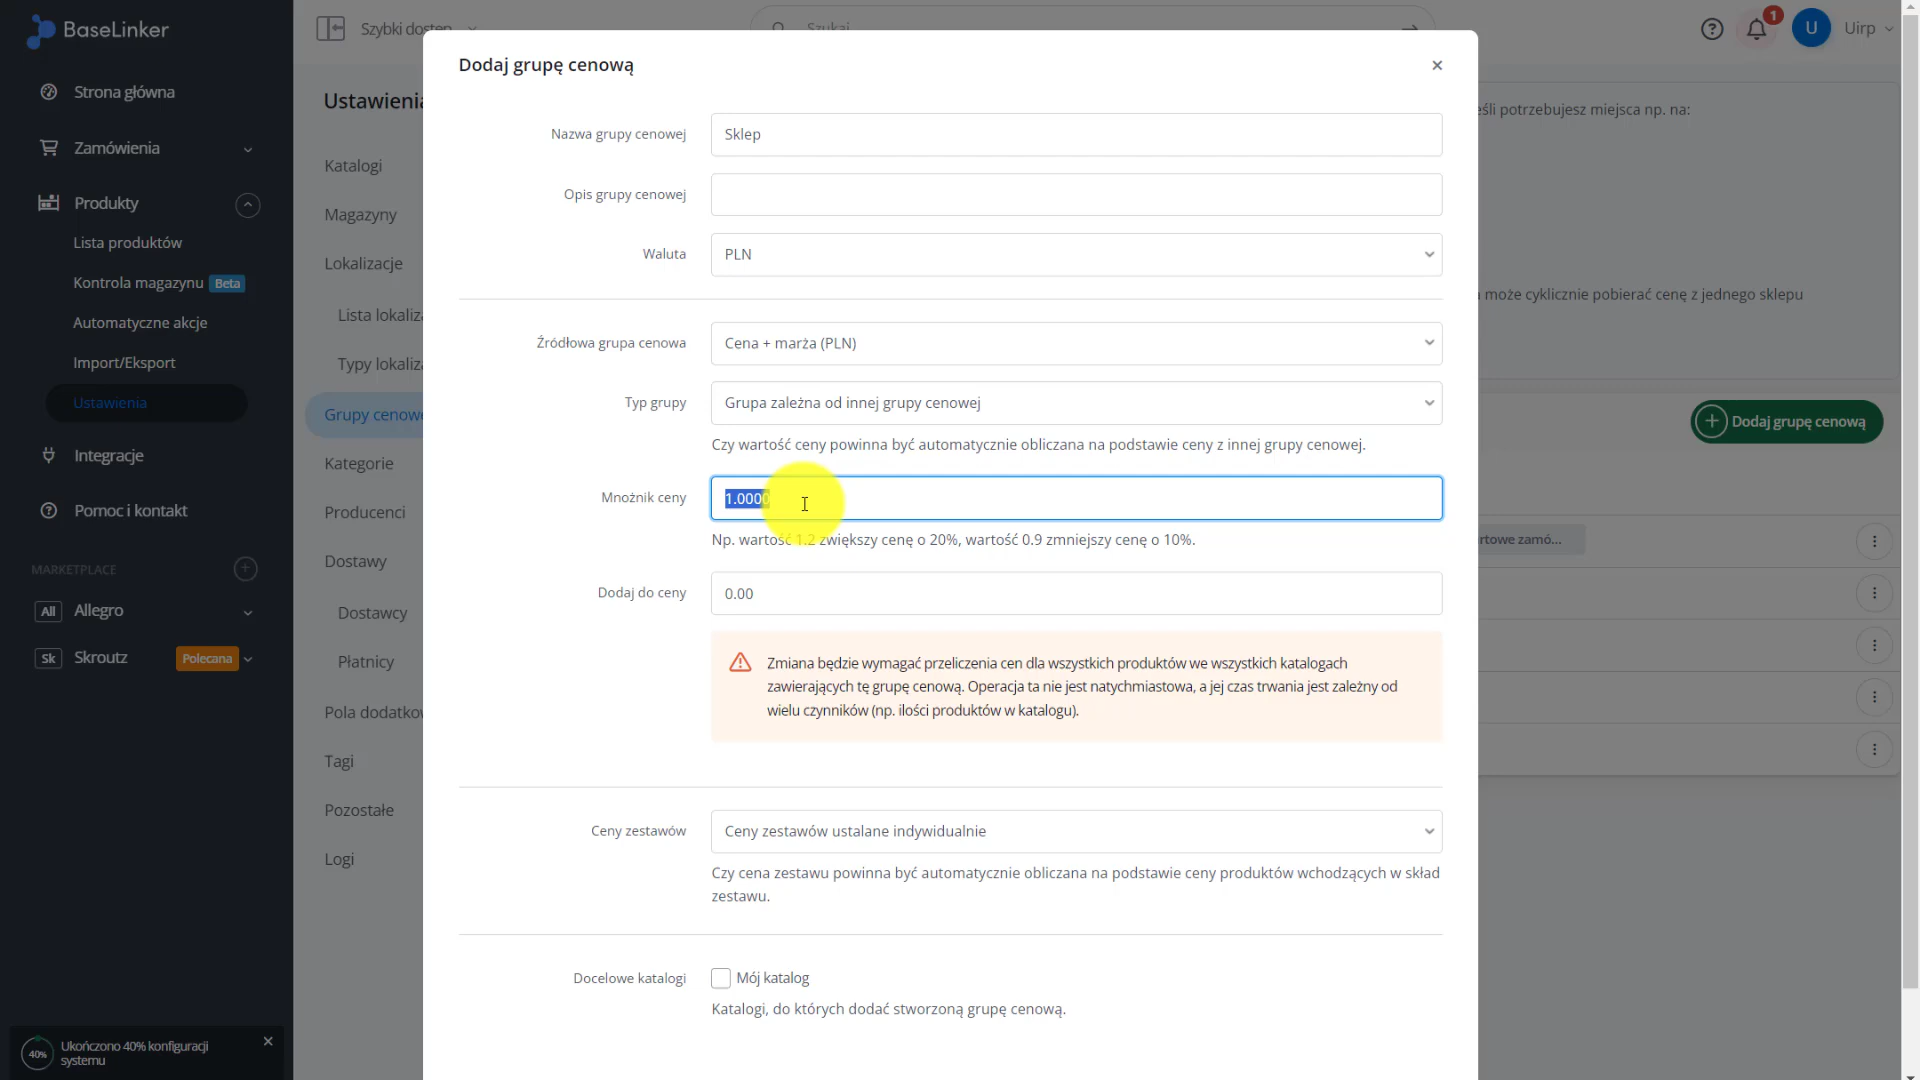 BaseLinker
Strona główna
Zamówienia
Produkty
Lista produktów
Kontrola magazynu Beta
Automatyczne akcje
Import/Eksport
Ustawienia
Integracje
Pomoc i kontakt
MARKETPLACE
All Allegro
Sk Skroutz Polecana
40% Ukończono 40% konfiguracji
systemu
Szybki dostęp
Szukaj
1
U Uirp
Ustawienia
Katalogi
Magazyny
Lokalizacje
Lista lokaliza
Typy lokaliza
Grupy cenowe
Kategorie
Producenci
Dostawy
Dostawcy
Płatnicy
Pola dodatkow
Tagi
Pozostałe
Logi
Dodaj grupę cenową
Nazwa grupy cenowej Sklep
Opis grupy cenowej
Waluta PLN
Źródłowa grupa cenowa Cena + marża (PLN)
Typ grupy Grupa zależna od innej grupy cenowej
Czy wartość ceny powinna być automatycznie obliczana na podstawie ceny z innej grupy cenowej.
Mnożnik ceny 1.0000
Np. wartość 1.2 zwiększy cenę o 20%, wartość 0.9 zmniejszy cenę o 10%.
Dodaj do ceny 0.00
Zmiana będzie wymagać przeliczenia cen dla wszystkich produktów we wszystkich katalogach
zawierających tę grupę cenową. Operacja ta nie jest natychmiastowa, a jej czas trwania jest zależny od
wielu czynników (np. ilości produktów w katalogu).
Ceny zestawów Ceny zestawów ustalane indywidualnie
Czy cena zestawu powinna być automatycznie obliczana na podstawie ceny produktów wchodzących w skład
zestawu.
Docelowe katalogi Mój katalog
Katalogi, do których dodać stworzoną grupę cenową.
eśli potrzebujesz miejsca np. na:
może cyklicznie pobierać cenę z jednego sklepu
Dodaj grupę cenową
rtowe zamó...